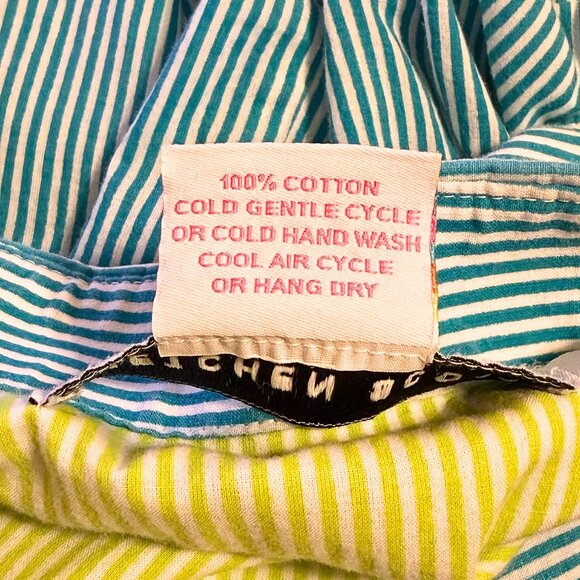 100% COTTON
COLD GENTLE CYCLE
OR COLD HAND WASH
COOL AIR CYCLE
OR HANG DRY